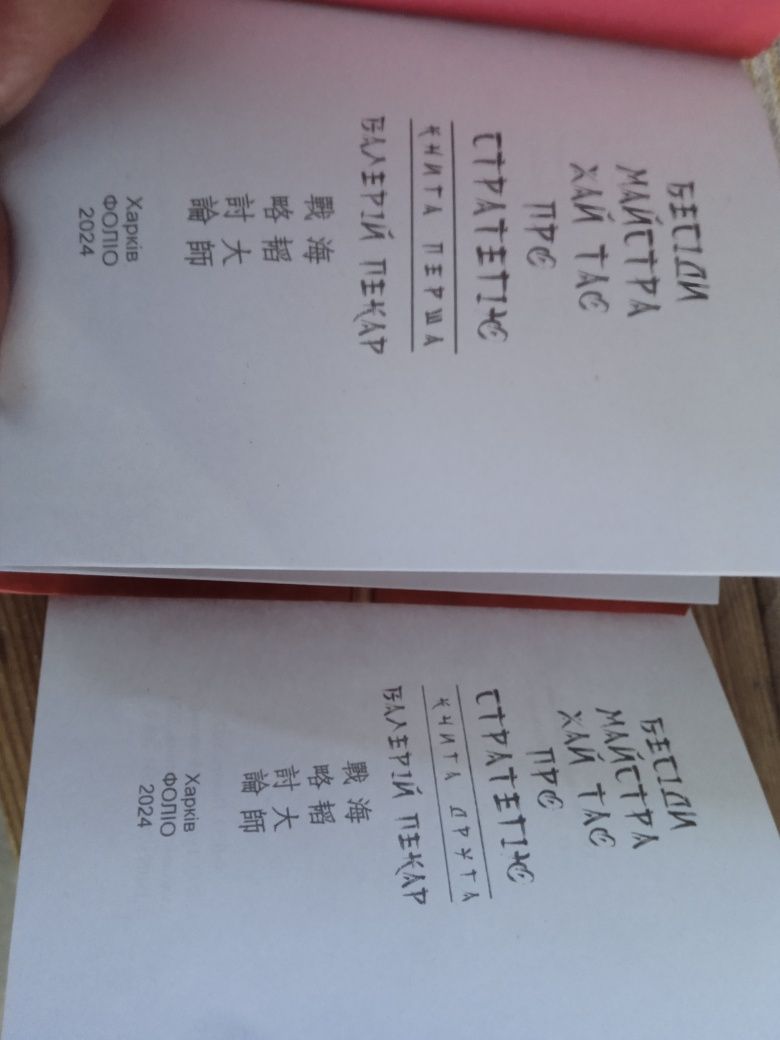 БЕСІДИ
МАЙСТРА
ХАЙ ТАО
ПРО
СТРАТЕГІЮ
КНИГА ПЕРША
ВАЛЕРІЙ ПЕКАР
海韜大師
戰略討論
Харків
ФОЛІО
2024
БЕСІДИ
МАЙСТРА
ХАЙ ТАО
ПРО
СТРАТЕГІЮ
КНИГА ДРУГА
ВАЛЕРІЙ ПЕКАР
海韜大師
戰略討論
Харків
ФОЛІО
2024